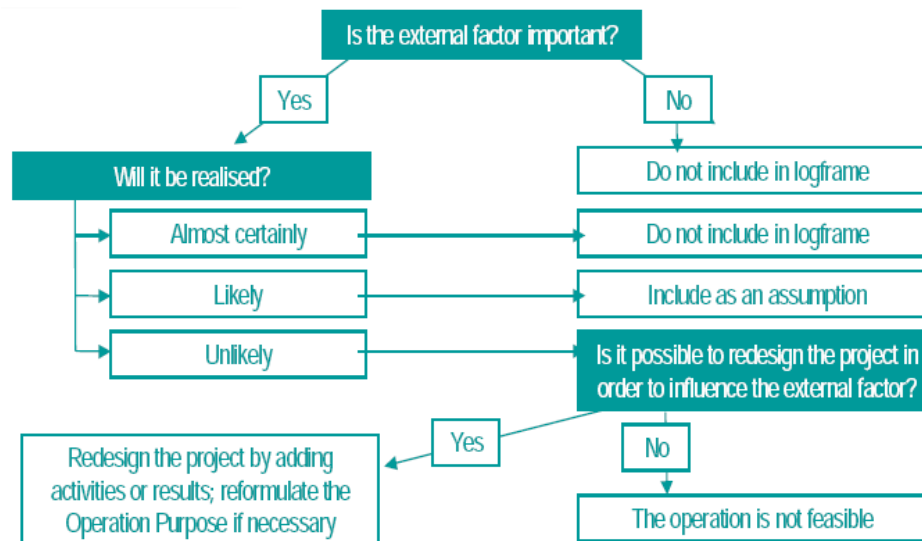 Is the external factor important?
Yes
No
Will it be realised?
Do not include in logframe
Almost certainly
Do not include in logframe
Likely
Include as an assumption
Unlikely
Is it possible to redesign the project in
order to influence the external factor?
Yes
No
Redesign the project by adding
activities or results; reformulate the
Operation Purpose if necessary
The operation is not feasible